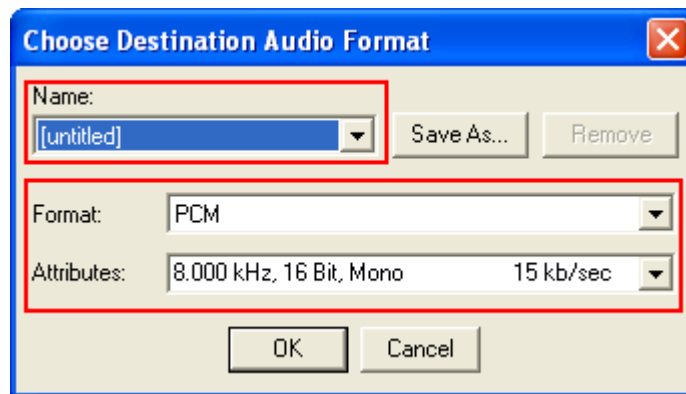 Choose Destination Audio Format
Name:
[untitled]
Save As...
Remove
Format:
PCM
Attributes:
8.000 kHz, 16 Bit, Mono 15 kb/sec
OK
Cancel